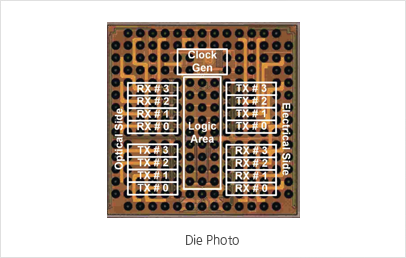 Clock
Gen
RX # 3
RX # 2
RX # 1
RX # 0
TX # 3
TX # 2
TX # 1
TX # 0
Optical Side
Logic
Area
Electrical Side
TX # 3
TX # 2
TX # 1
TX # 0
RX # 3
RX # 2
RX # 1
RX # 0
Die Photo